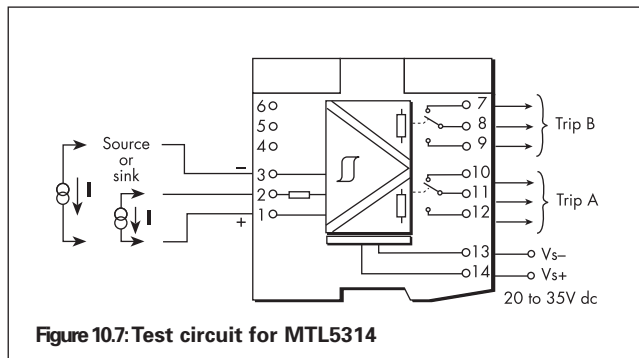 6
5
4
3
2
1
–
+
Source
or
sink
I
I
7
8
9
10
11
12
13
14
Trip B
Trip A
Vs–
Vs+
20 to 35V dc
Figure 10.7: Test circuit for MTL5314